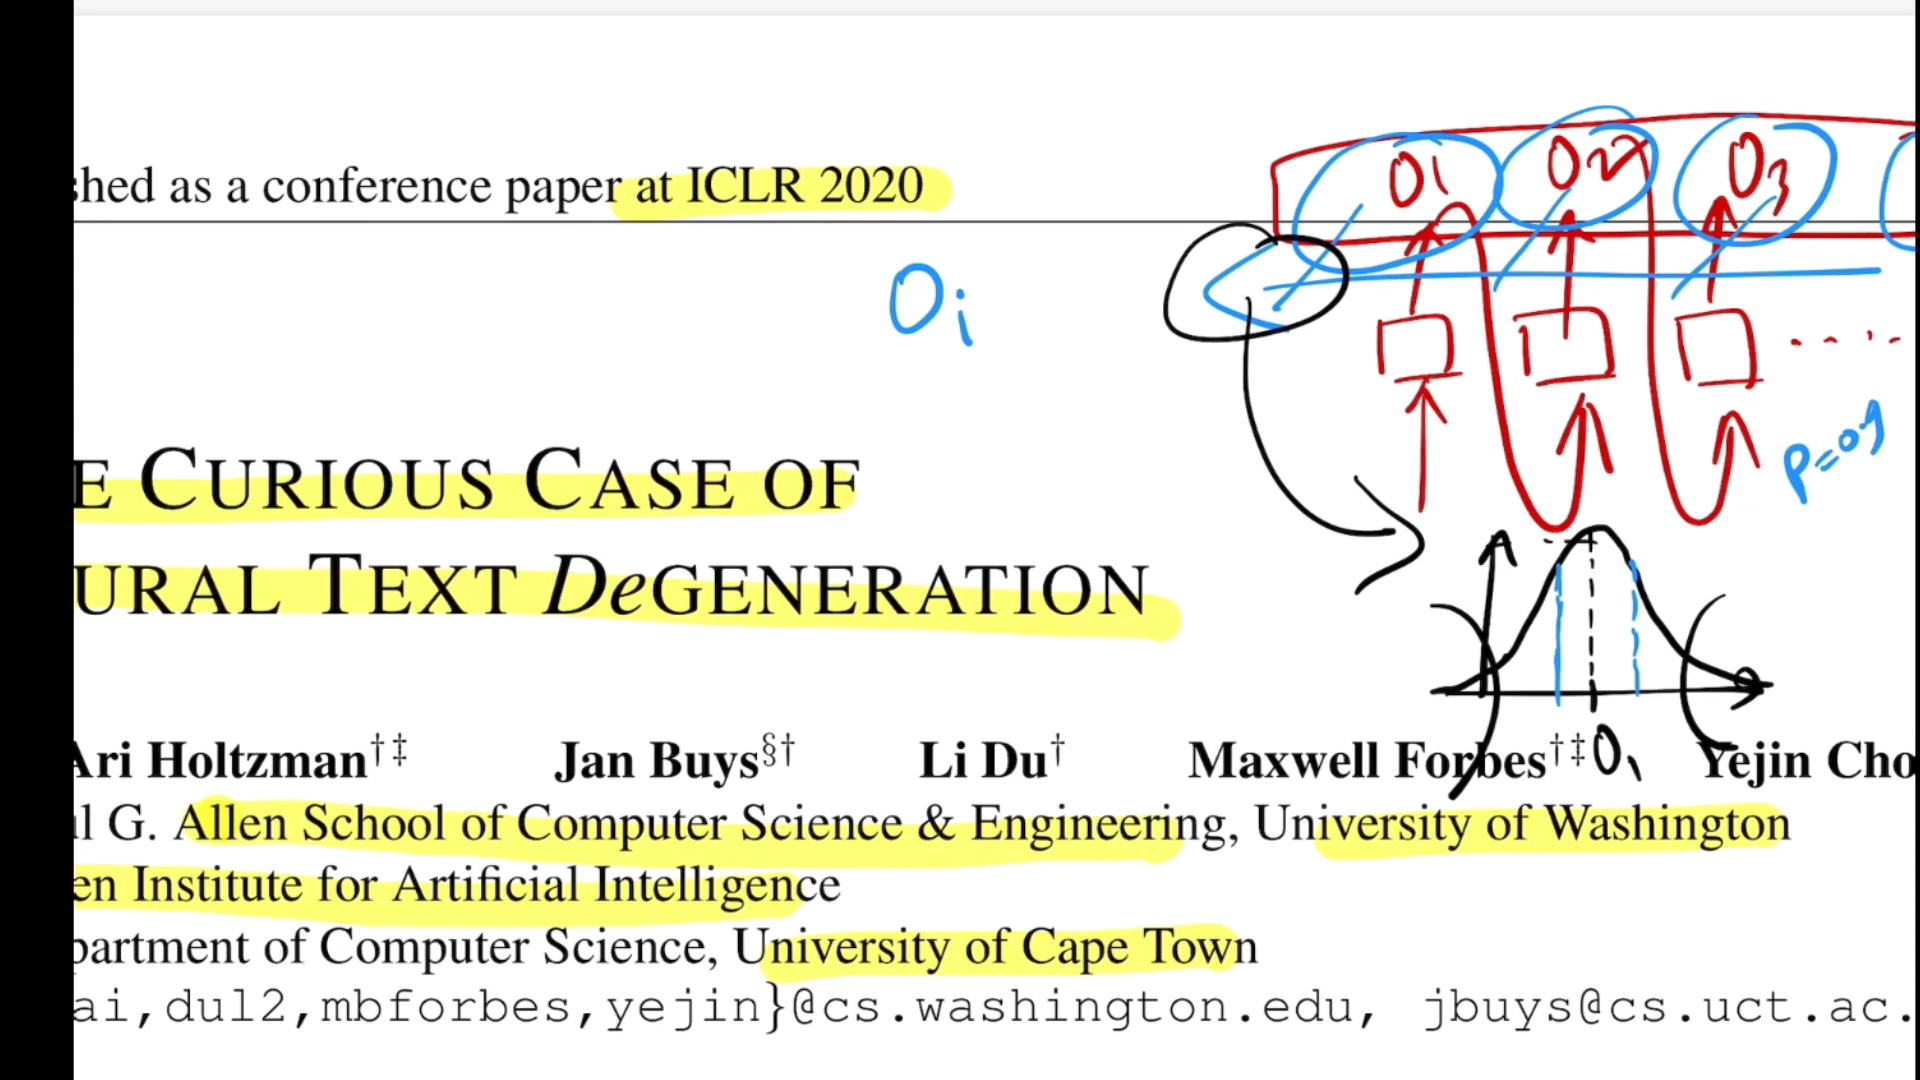 shed as a conference paper at ICLR 2020
O1 O2 O3
Oi
P=0.9
E CURIOUS CASE OF
URAL TEXT DeGENERATION
Ari Holtzman†‡ Jan Buys§† Li Du† Maxwell Forbes†‡ Yejin Cho
O1
l G. Allen School of Computer Science & Engineering, University of Washington
en Institute for Artificial Intelligence
partment of Computer Science, University of Cape Town
ai,dul2,mbforbes,yejin}@cs.washington.edu, jbuys@cs.uct.ac.